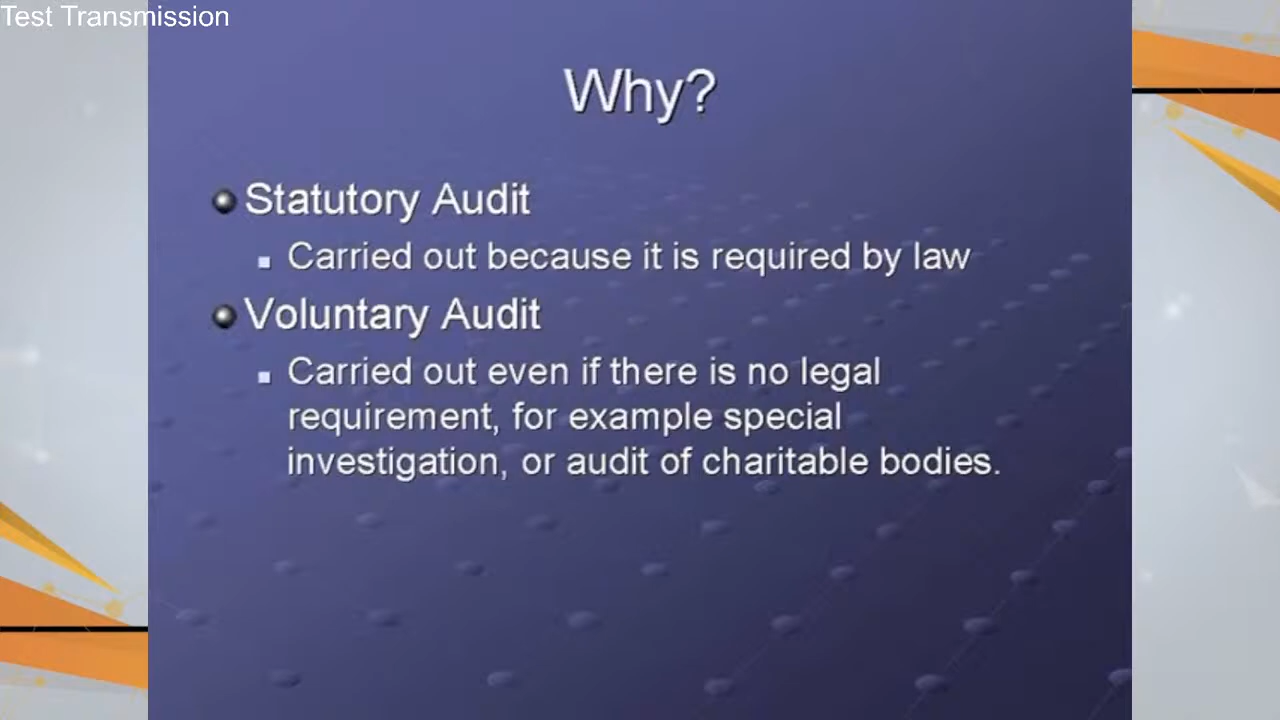 Test Transmission
Why?
Statutory Audit
Carried out because it is required by law
Voluntary Audit
Carried out even if there is no legal
requirement, for example special
investigation, or audit of charitable bodies.